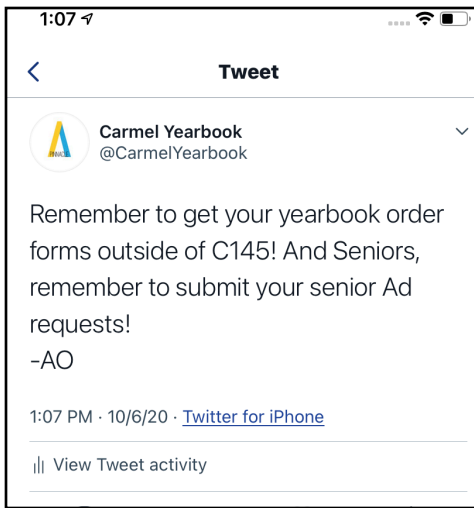 1:07
Tweet
Carmel Yearbook
@CarmelYearbook
Remember to get your yearbook order
forms outside of C145! And Seniors,
remember to submit your senior Ad
requests!
-AO
1:07 PM · 10/6/20 · Twitter for iPhone
View Tweet activity